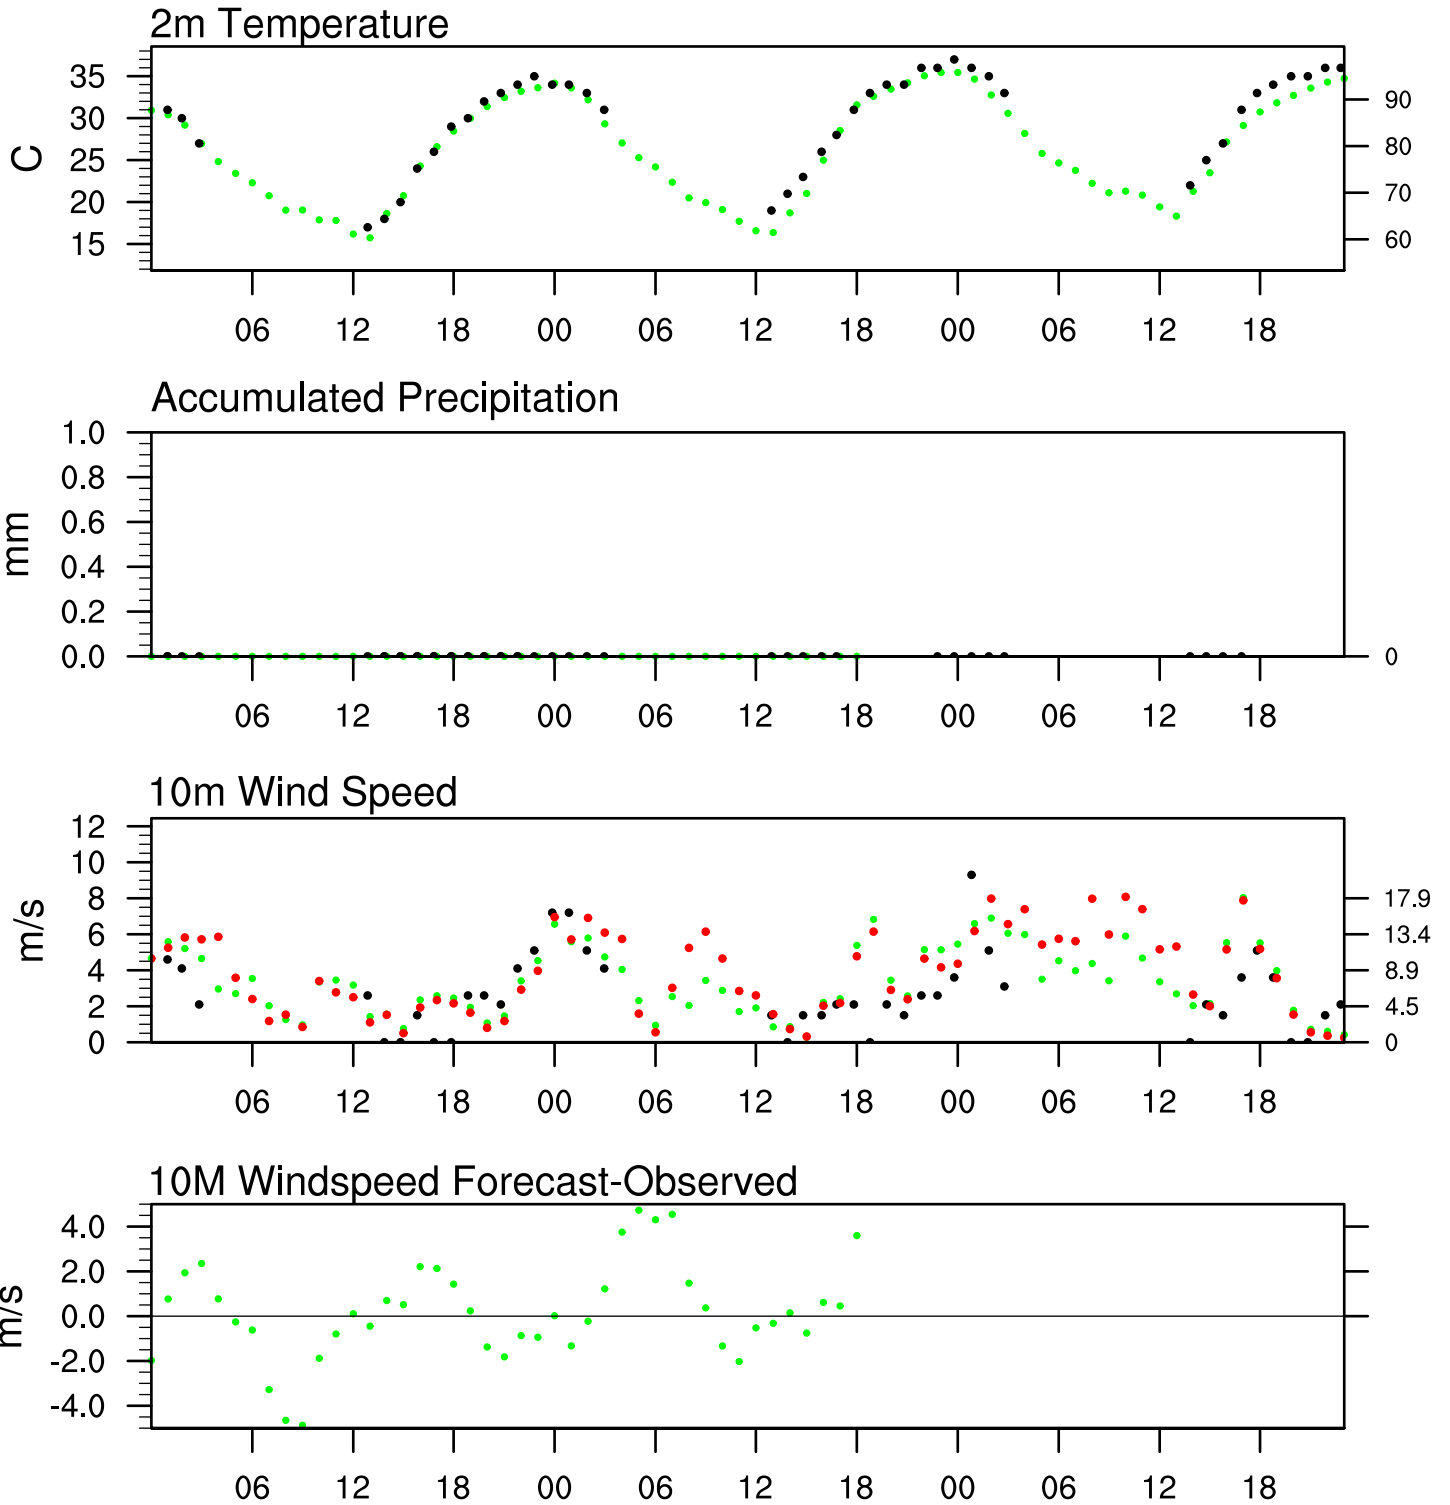 2m Temperature
35
30
25
20
15
C
90
80
70
60
06 12 18 00 06 12 18 00 06 12 18
Accumulated Precipitation
1.0
0.8
0.6
0.4
0.2
0.0
mm
0
06 12 18 00 06 12 18 00 06 12 18
10m Wind Speed
12
10
8
6
4
2
0
m/s
17.9
13.4
8.9
4.5
0
06 12 18 00 06 12 18 00 06 12 18
10M Windspeed Forecast-Observed
4.0
2.0
0.0
-2.0
-4.0
m/s
06 12 18 00 06 12 18 00 06 12 18